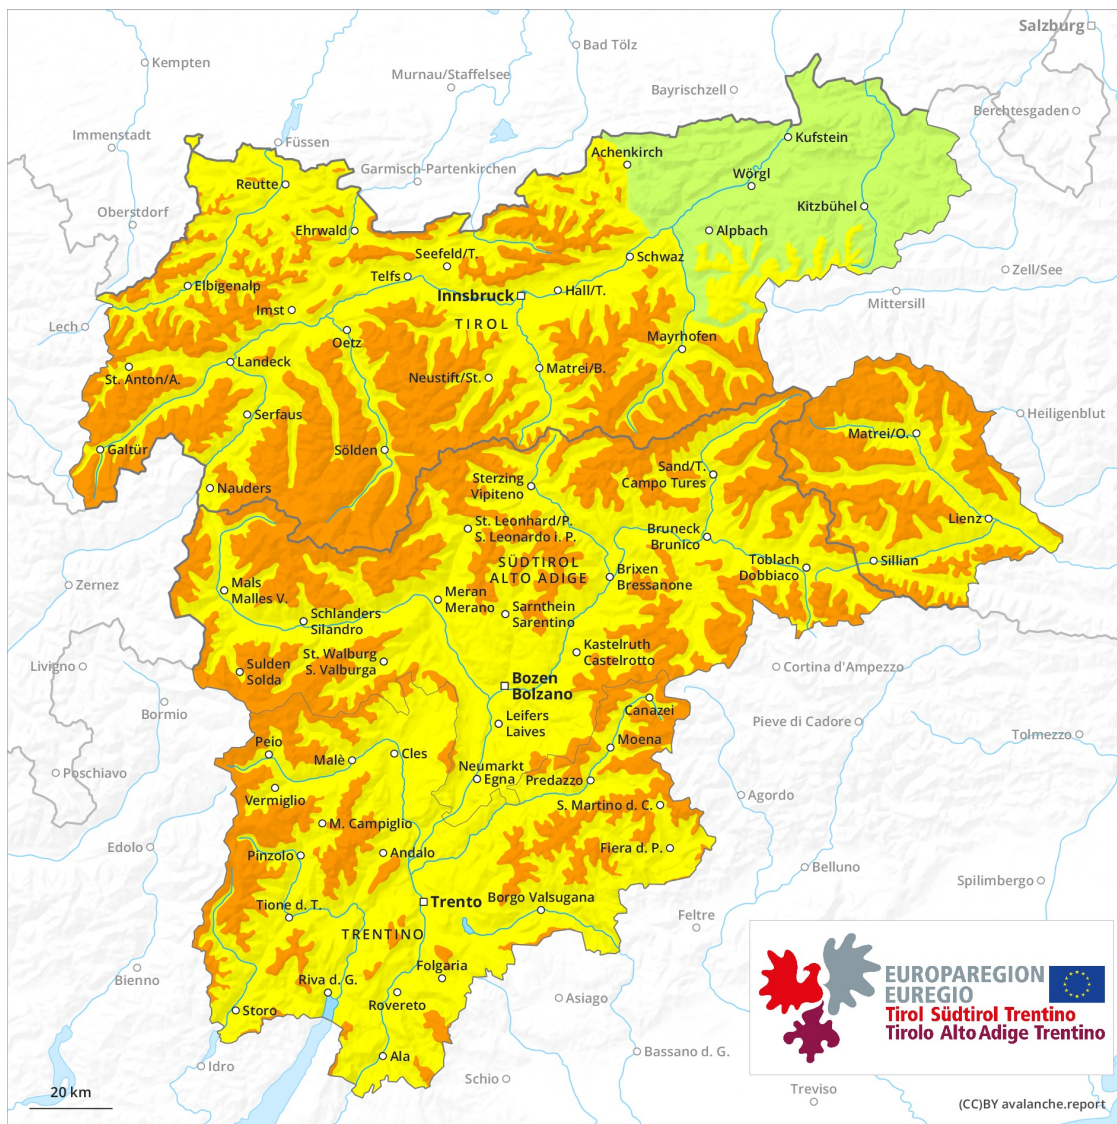 Salzburg
Kempten
Bad Tölz
Murnau/Staffelsee
Bayrischzell
Berchtesgaden
Immenstadt
Füssen
Kufstein
Achenkirch
Garmisch-Partenkirchen
Wörgl
Reutte
Oberstdorf
Kitzbühel
Ehrwald
Alpbach
Seefeld/T.
Schwaz
Telfs
Zell/See
Elbigenalp
Hall/T.
Innsbruck
Mittersill
Imst
TIROL
Lech
Oetz
Mayrhofen
Landeck
Matrei/B.
St. Anton/A.
Neustift/St.
Serfaus
Heiligenblut
Matrei/O.
Galtür
Sölden
Sand/T.
Campo Tures
Sterzing
Vipiteno
Nauders
St. Leonhard/P.
S. Leonardo i. P.
Lienz
Bruneck
Brunico
SÜDTIROL
ALTO ADIGE
Toblach
Dobbiaco
Sillian
Brixen
Bressanone
Zernez
Mals
Malles V.
Meran
Merano
Sarnthein
Sarentino
Schlanders
Silandro
Kastelruth
Castelrotto
St. Walburg
S. Valburga
Livigno
Sulden
Solda
Cortina d'Ampezzo
Bozen
Bolzano
Bormio
Canazei
Leifers
Laives
Pieve di Cadore
Tolmezzo
Moena
Peio
Cles
Malè
Poschiavo
Neumarkt
Egna
Predazzo
Vermiglio
Agordo
S. Martino d. C.
M. Campiglio
Edolo
Fiera d. P.
Pinzolo
Andalo
Belluno
Spilimbergo
Borgo Valsugana
Trento
Tione d. T.
Feltre
TRENTINO
Folgaria
Bienno
Riva d. G.
Asiago
Rovereto
Storo
Bassano d. G.
Ala
Idro
Schio
Treviso
20 km
EUROPAREGION
EUREGIO
Tirol Südtirol Trentino
Tirolo Alto Adige Trentino
(CC)BY avalanche.report